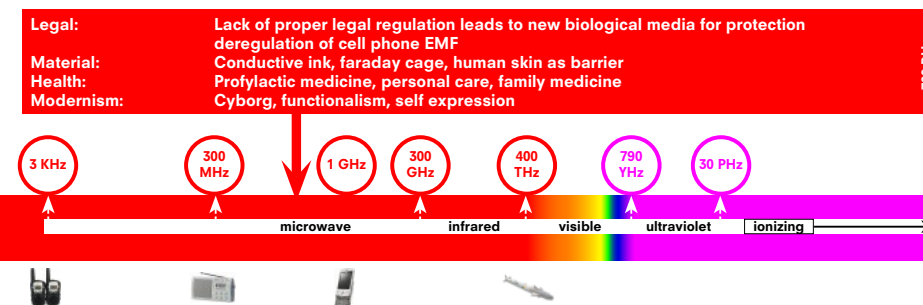 Legal: Lack of proper legal regulation leads to new biological media for protection
deregulation of cell phone EMF
Material: Conductive ink, faraday cage, human skin as barrier
Health: Profylactic medicine, personal care, family medicine
Modernism: Cyborg, functionalism, self expression
3 KHz
300 MHz
1 GHz
300 GHz
400 THz
790 YHz
30 PHz
microwave infrared visible ultraviolet ionizing